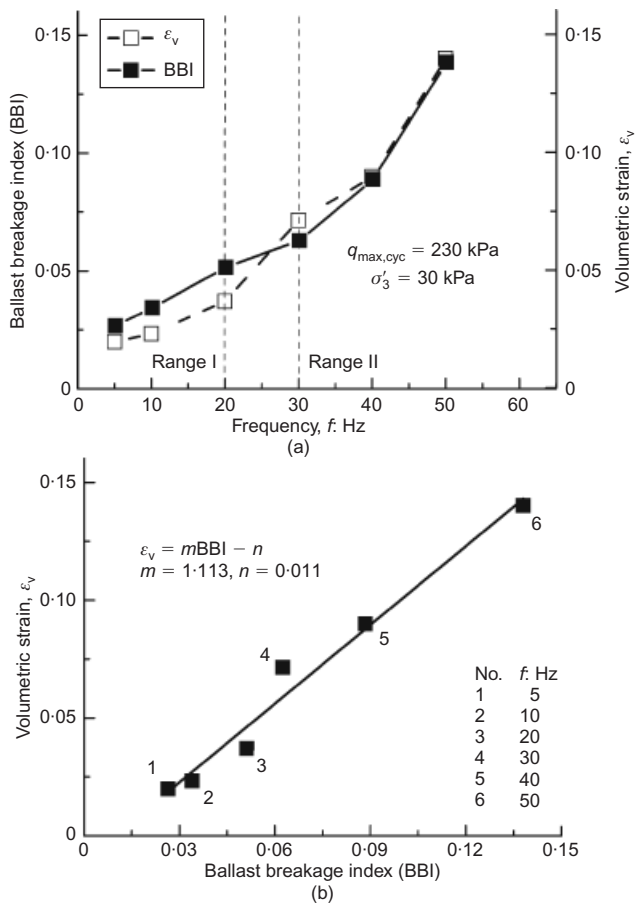 (a)
0·15
0·10
0·05
0
Ballast breakage index (BBI)
εv
BBI
0·15
0·10
0·05
0
Volumetric strain, εv
qmax,cyc = 230 kPa
σ′3 = 30 kPa
Range I
Range II
0 10 20 30 40 50 60
Frequency, f: Hz
(a)
0·15
0·10
0·05
0
Volumetric strain, εv
εv = mBBI − n
m = 1·113, n = 0·011
1
2
3
4
5
6
No. f: Hz
1 5
2 10
3 20
4 30
5 40
6 50
0 0·03 0·06 0·09 0·12 0·15
Ballast breakage index (BBI)
(b)